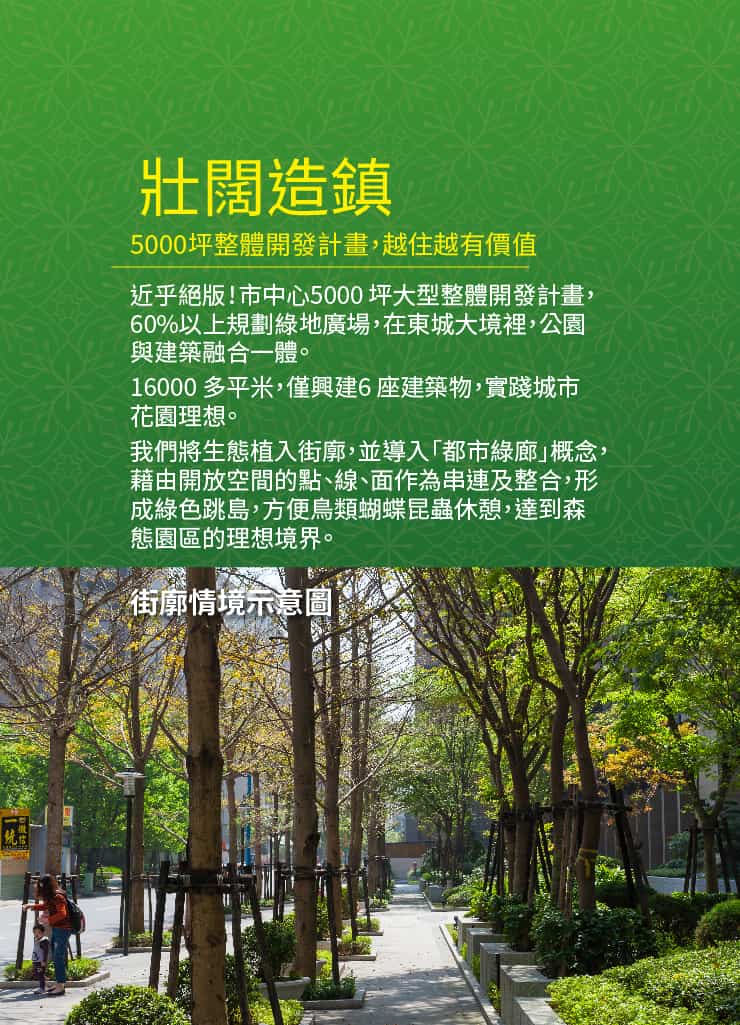 壯闊造鎮
5000坪整體開發計畫,越住越有價值
近乎絕版!市中心5000 坪大型整體開發計畫,
60%以上規劃綠地廣場,在東城大境裡,公園
與建築融合一體。
16000 多平米,僅興建6 座建築物,實踐城市
花園理想。
我們將生態植入街廓,並導入「都市綠廊」概念,
藉由開放空間的點、線、面作為串連及整合,形
成綠色跳島,方便鳥類蝴蝶昆蟲休憩,達到森
態園區的理想境界。
街廓情境示意圖
統一
徵信